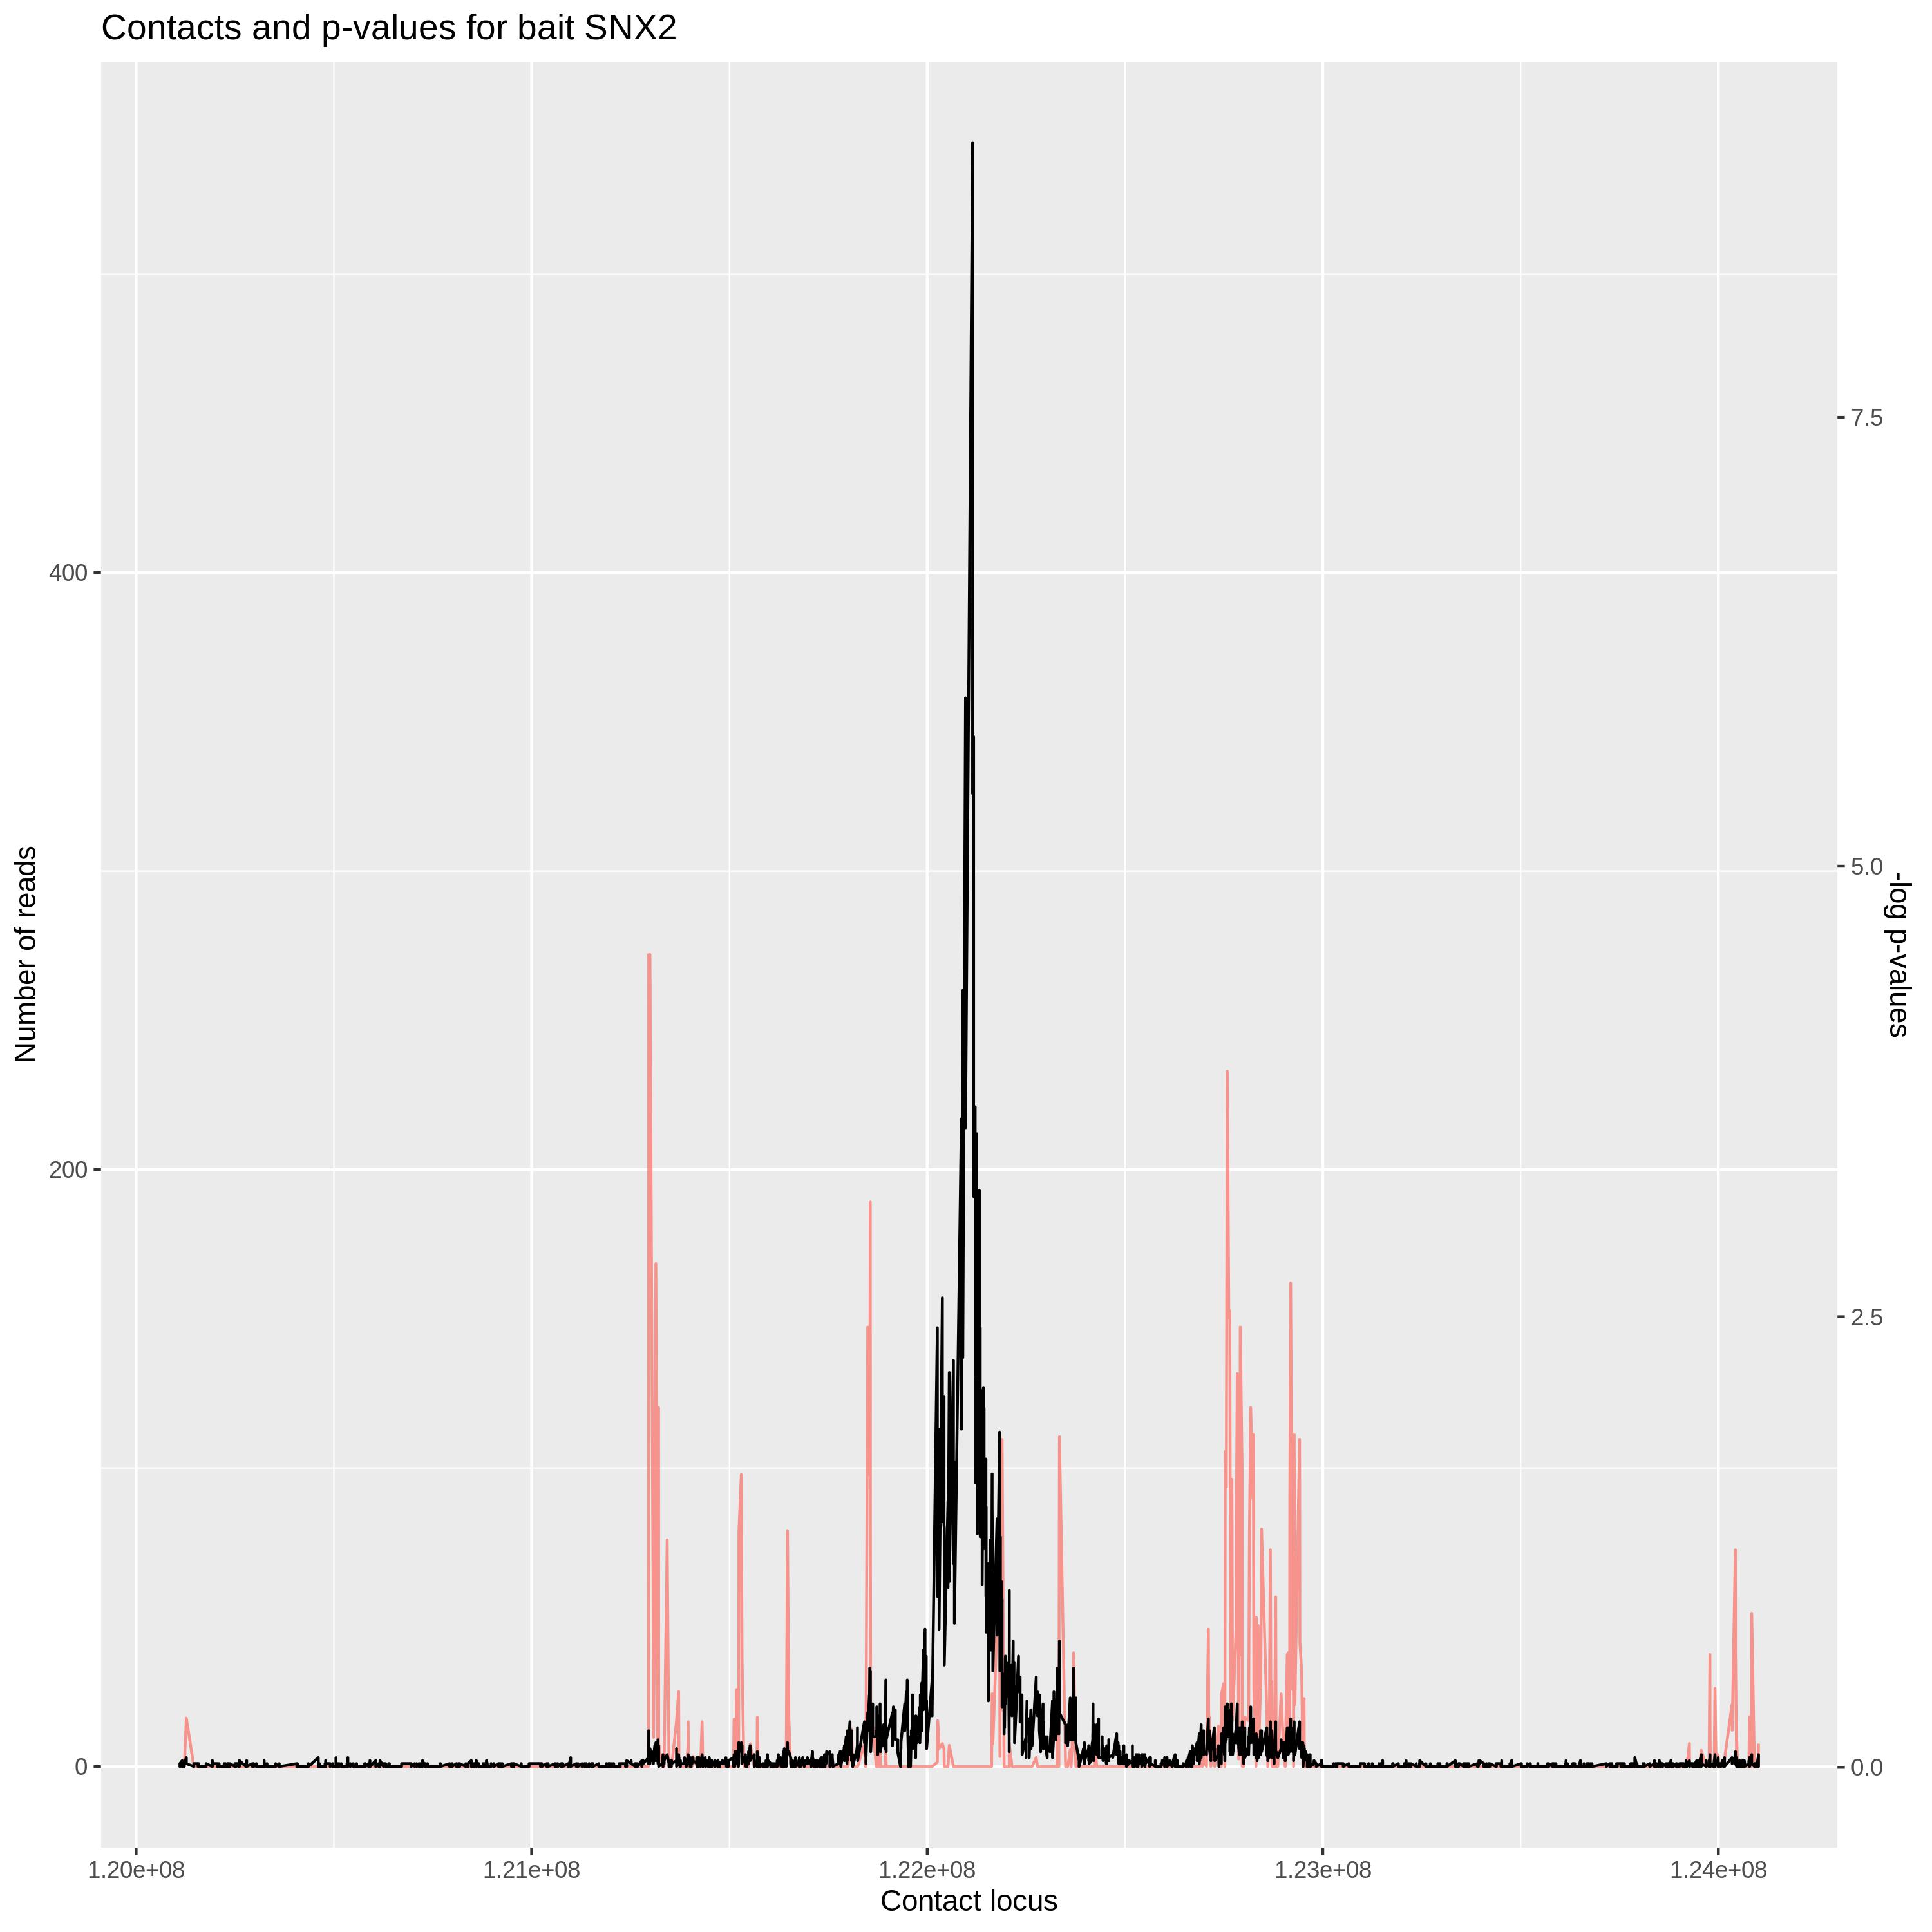 Contacts and p-values for bait SNX2
Number of reads
400
200
0
7.5
5.0
2.5
0.0
-log p-values
1.20e+08
1.21e+08
1.22e+08
1.23e+08
1.24e+08
Contact locus